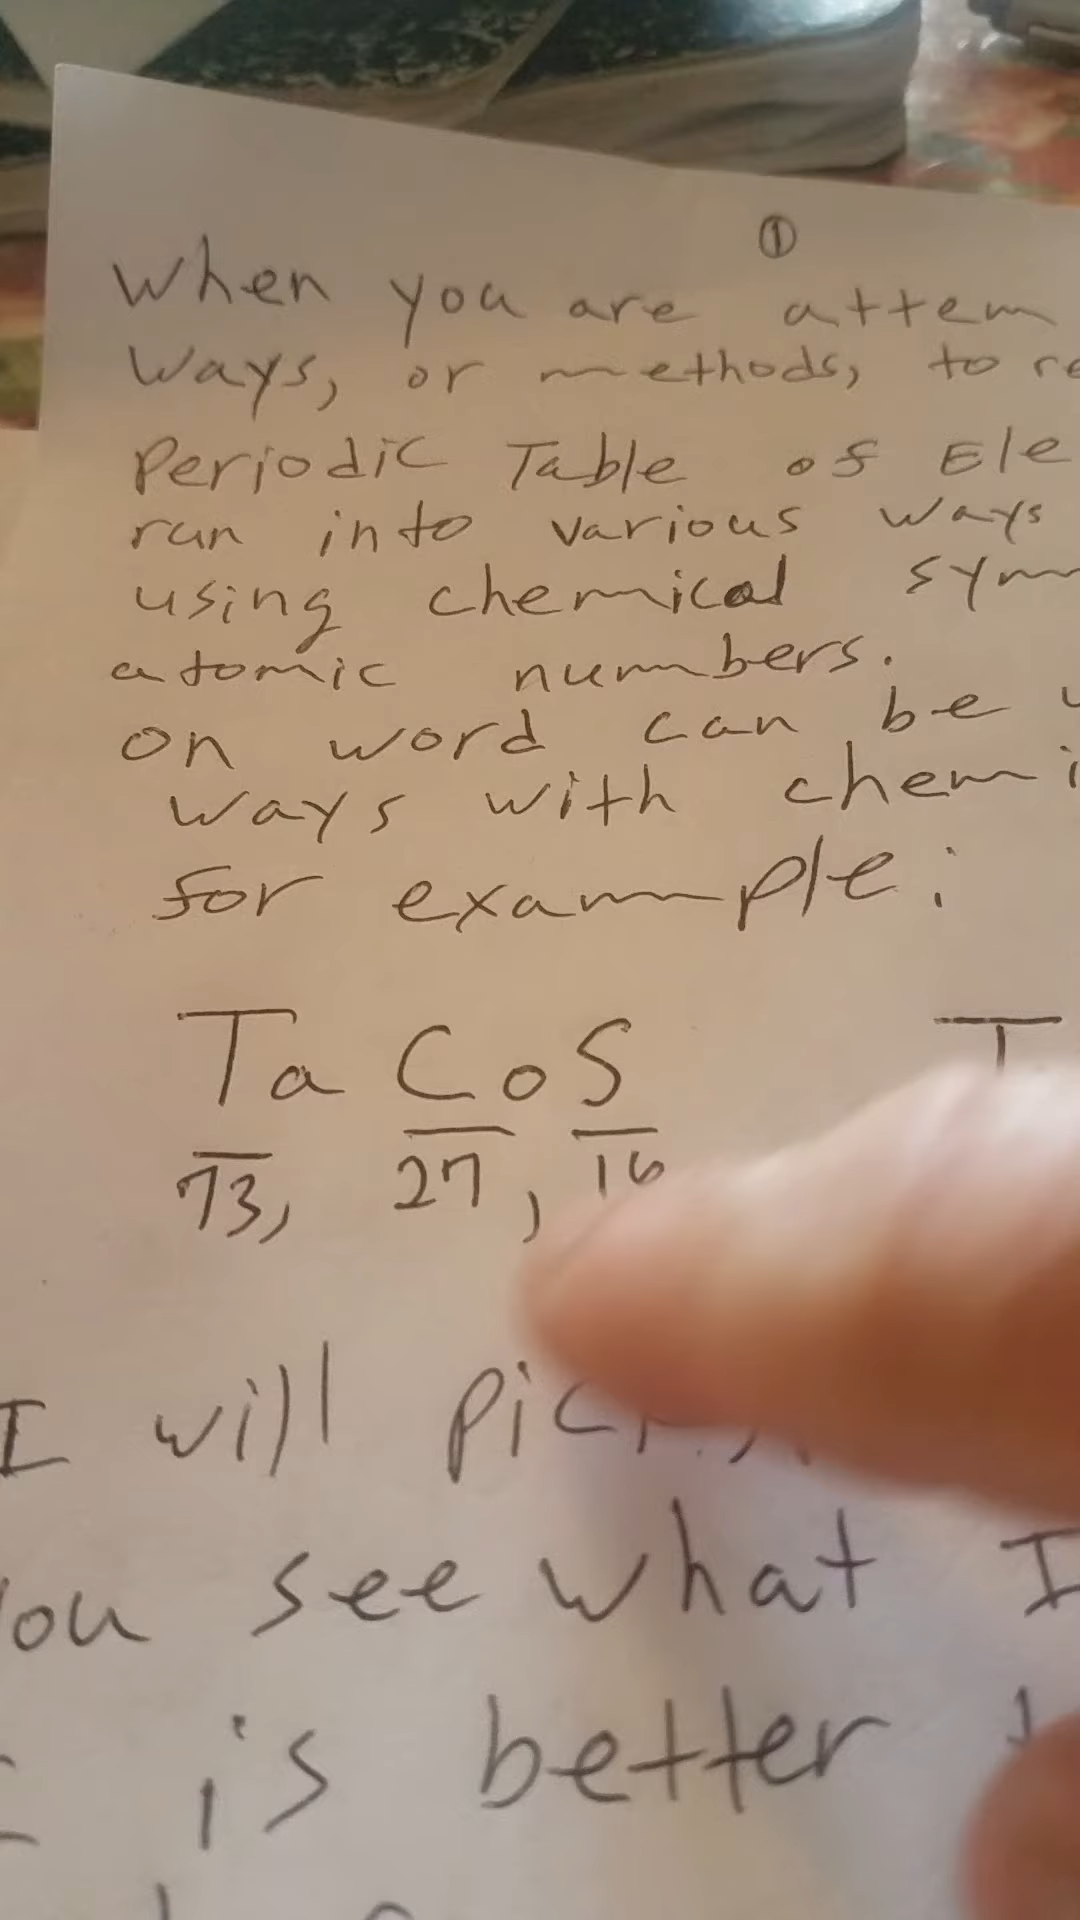 ①
When you are attem
Ways, or methods, to re
Periodic Table of Ele
run into various ways
using chemical sym
atomic numbers.
on word can be
ways with chemi
for example:
Ta Co S T
73, 27, 16
I will
you see what I
is better